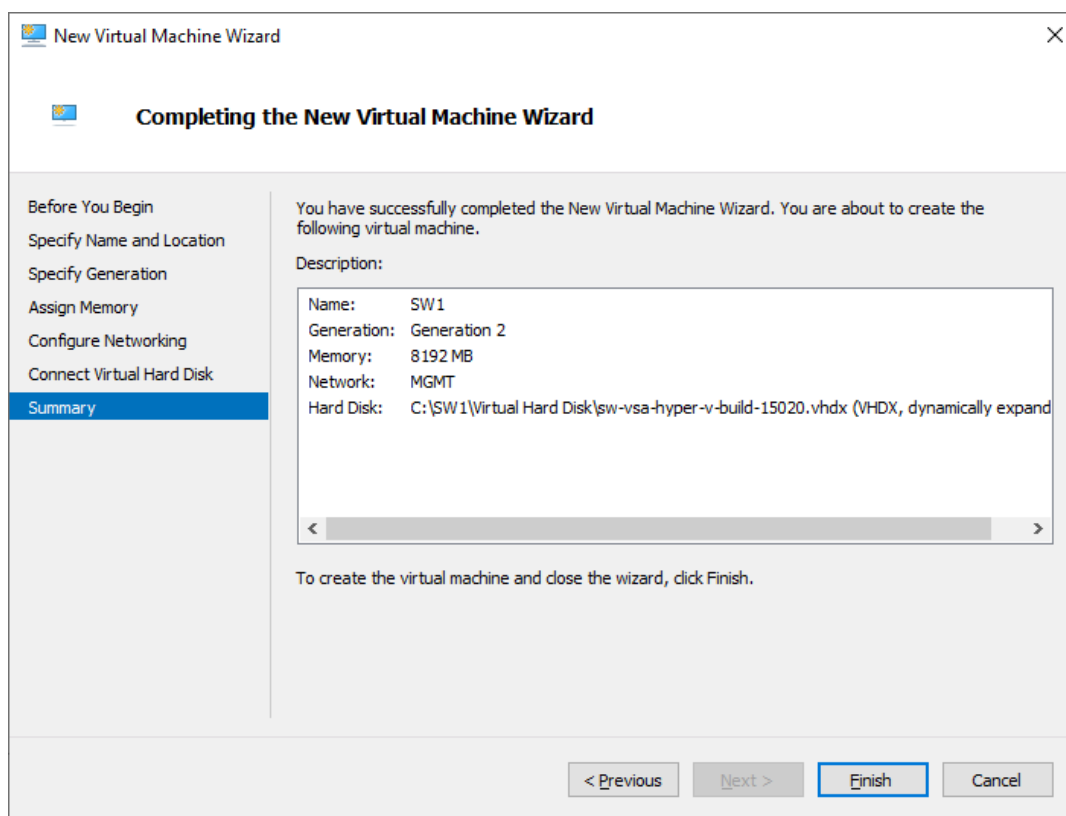 New Virtual Machine Wizard
Completing the New Virtual Machine Wizard
Before You Begin
Specify Name and Location
Specify Generation
Assign Memory
Configure Networking
Connect Virtual Hard Disk
Summary
You have successfully completed the New Virtual Machine Wizard. You are about to create the
following virtual machine.
Description:
Name: SW1
Generation: Generation 2
Memory: 8192 MB
Network: MGMT
Hard Disk: C:\SW1\Virtual Hard Disk\sw-vsa-hyper-v-build-15020.vhdx (VHDX, dynamically expand
To create the virtual machine and close the wizard, click Finish.
< Previous Next > Finish Cancel